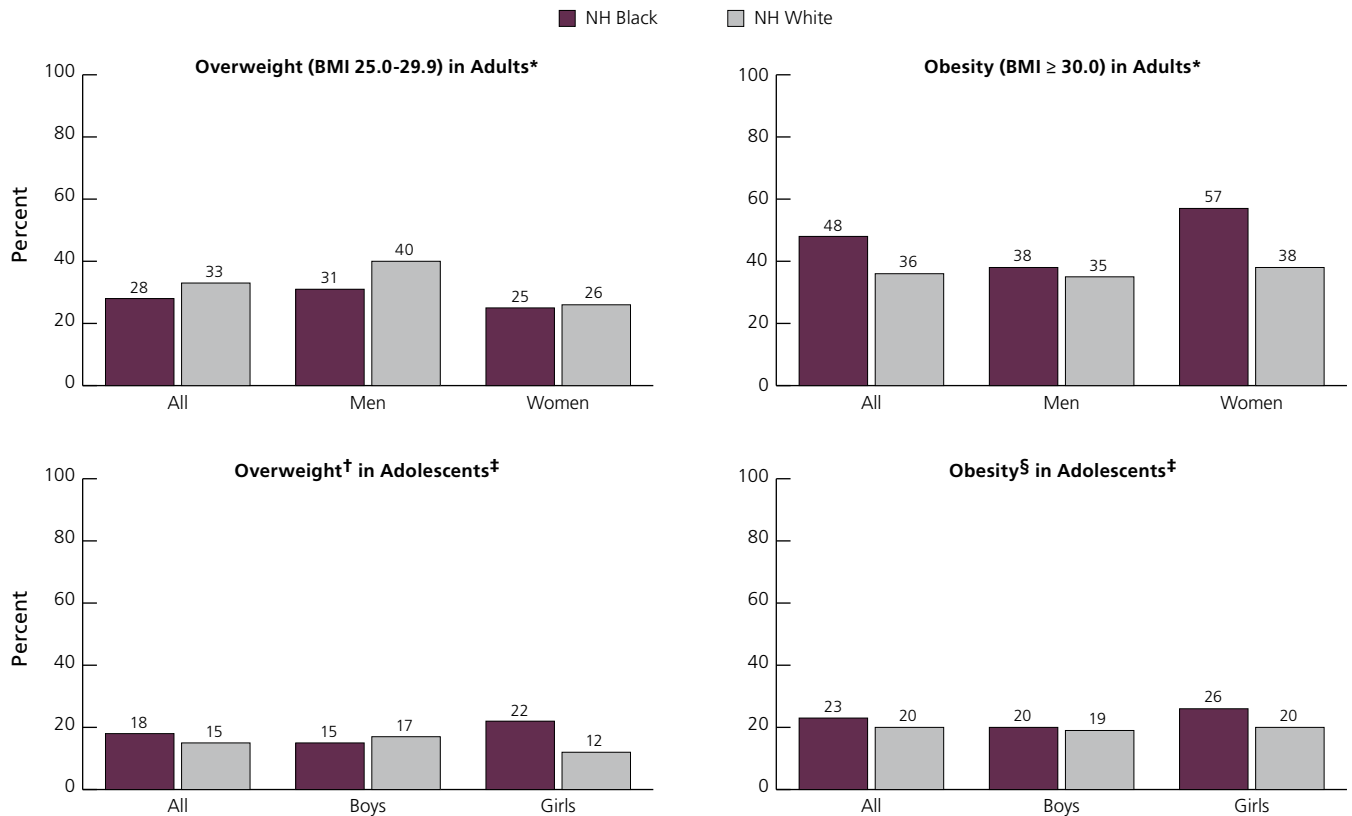 NH Black NH White
Overweight (BMI 25.0-29.9) in Adults*
Percent
100
80
60
40
20
0
28 33 31 40 25 26
All Men Women
Obesity (BMI ≥ 30.0) in Adults*
100
80
60
40
20
0
48 36 38 35 57 38
All Men Women
Overweight† in Adolescents‡
Percent
100
80
60
40
20
0
18 15 15 17 22 12
All Boys Girls
Obesity§ in Adolescents‡
100
80
60
40
20
0
23 20 20 19 26 20
All Boys Girls